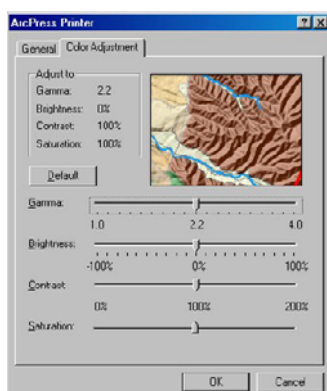 ArcPress Printer
General Color Adjustment
Adjust to
Gamma: 2.2
Brightness: 0%
Contrast: 100%
Saturation: 100%
Default
Gamma:
1.0 2.2 4.0
Brightness:
-100% 0% 100%
Contrast
0% 100% 200%
Saturation:
OK Cancel